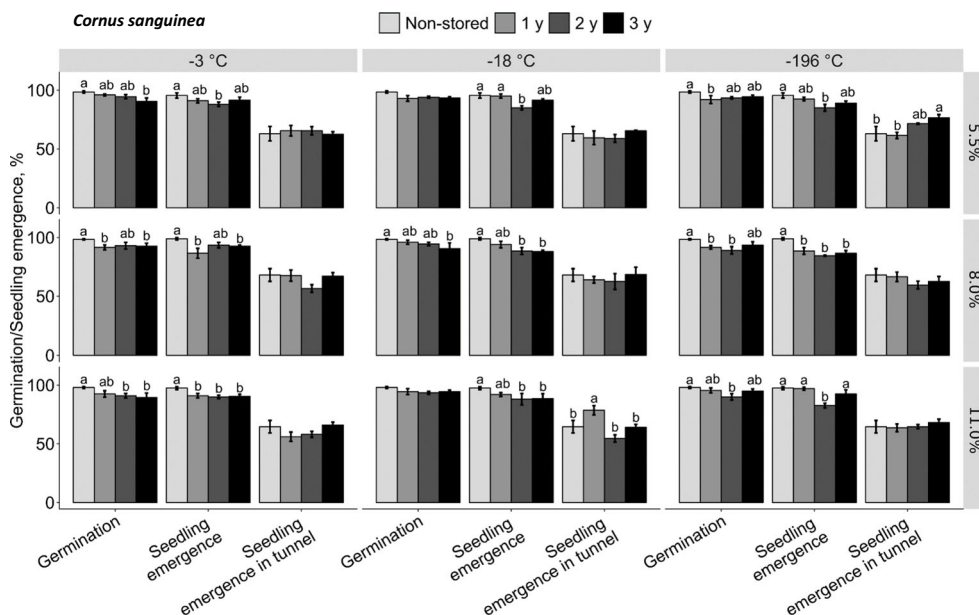 Cornus sanguinea
Non-stored 1 y 2 y 3 y
-3 °C -18 °C -196 °C
Germination/Seedling emergence, %
100
50
0
a ab ab b a ab b ab a ab b ab a b ab ab a ab b ab b b ab a
5.5%
100
50
0
a b ab ab a b ab ab a ab ab b a ab b b a b b ab a b b b
8.0%
100
50
0
a ab b b a b b b a ab b b b a b b a ab b ab a a b a
11.0%
Germination Seedling emergence Seedling emergence in tunnel
Germination Seedling emergence Seedling emergence in tunnel
Germination Seedling emergence Seedling emergence in tunnel